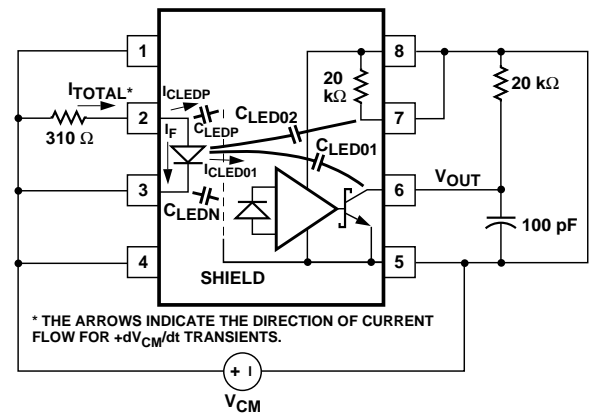 1
8
I_TOTAL*
I_CLEDP
20
kΩ
20 kΩ
2
310 Ω
C_LEDP
C_LED02
7
I_F
C_LED01
I_CLED01
3
6
V_OUT
C_LEDN
100 pF
4
5
SHIELD
* THE ARROWS INDICATE THE DIRECTION OF CURRENT
FLOW FOR +dV_CM/dt TRANSIENTS.
+ I
V_CM